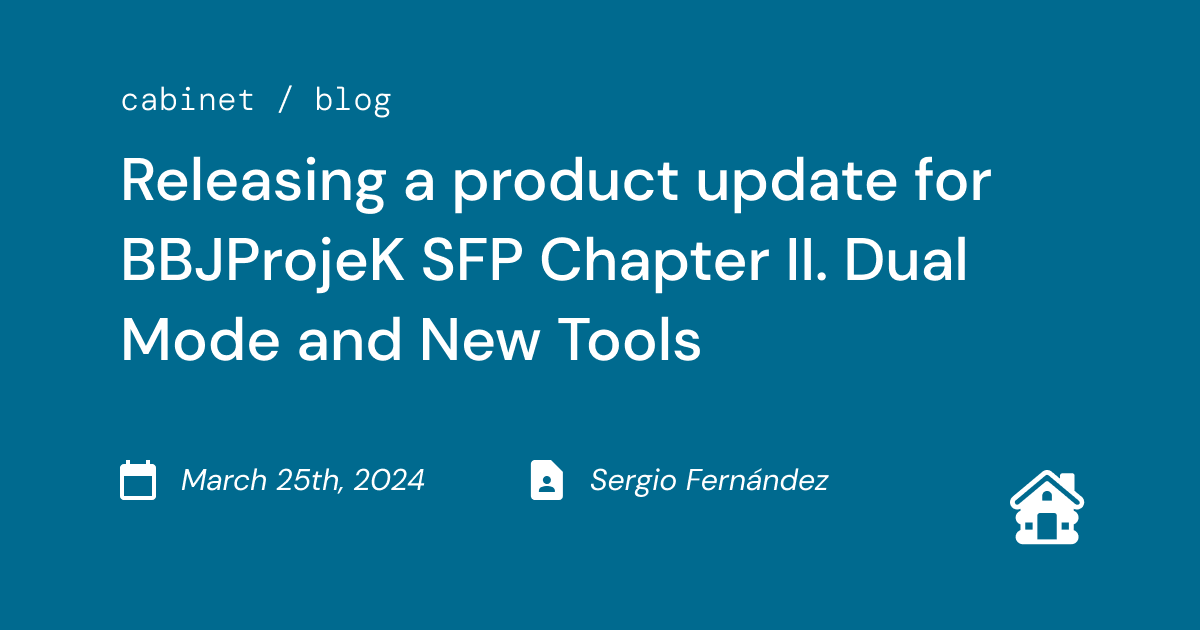 cabinet / blog
Releasing a product update for
BBJProjeK SFP Chapter II. Dual
Mode and New Tools
March 25th, 2024
Sergio Fernández